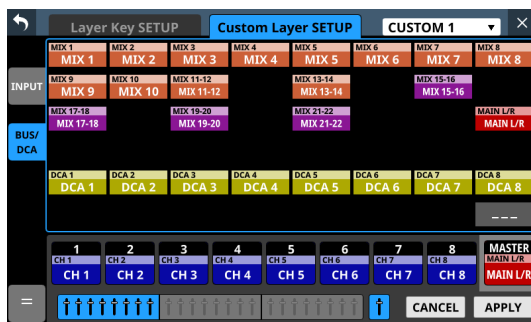 Layer Key SETUP Custom Layer SETUP CUSTOM 1 ▼ ×
MIX 1 MIX 2 MIX 3 MIX 4 MIX 5 MIX 6 MIX 7 MIX 8
MIX 1 MIX 2 MIX 3 MIX 4 MIX 5 MIX 6 MIX 7 MIX 8
INPUT
MIX 9 MIX 10 MIX 11-12 MIX 13-14 MIX 15-16
MIX 9 MIX 10 MIX 11-12 MIX 13-14 MIX 15-16
MIX 17-18 MIX 19-20 MIX 21-22 MAIN L/R
MIX 17-18 MIX 19-20 MIX 21-22 MAIN L/R
BUS/
DCA
DCA 1 DCA 2 DCA 3 DCA 4 DCA 5 DCA 6 DCA 7 DCA 8
DCA 1 DCA 2 DCA 3 DCA 4 DCA 5 DCA 6 DCA 7 DCA 8
---
1 2 3 4 5 6 7 8 MASTER
CH 1 CH 2 CH 3 CH 4 CH 5 CH 6 CH 7 CH 8 MAIN L/R
CH 1 CH 2 CH 3 CH 4 CH 5 CH 6 CH 7 CH 8 MAIN L/R
= CANCEL APPLY